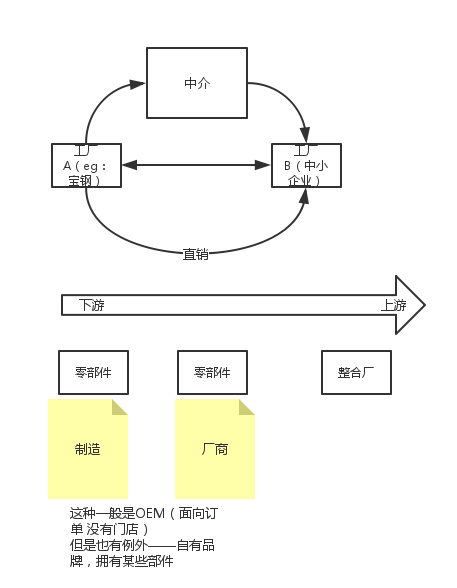 中介
工厂
A（eg：
宝钢）
工厂
B（中小
企业）
直销
下游
上游
零部件
零部件
整合厂
制造
厂商
这种一般是OEM（面向订
单 没有门店 ）
但是也有例外——自有品
牌，拥有某些部件